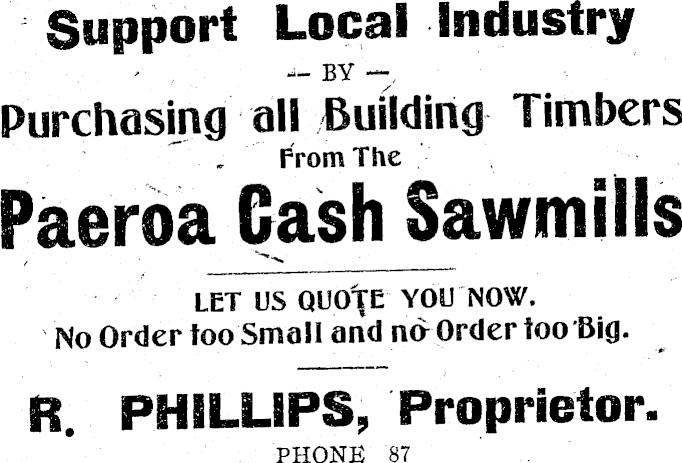 Support Local Industry
— BY —
Purchasing all Building Timbers
From The
Paeroa Cash Sawmills
LET US QUOTE YOU NOW.
No Order too Small and no Order too Big.
R. PHILLIPS, Proprietor.
PHONE 87